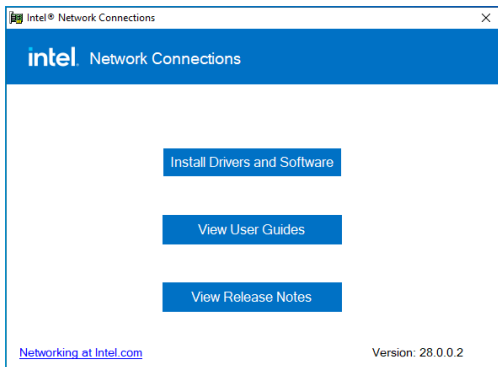 Intel® Network Connections
intel. Network Connections
Install Drivers and Software
View User Guides
View Release Notes
Networking at Intel.com Version: 28.0.0.2